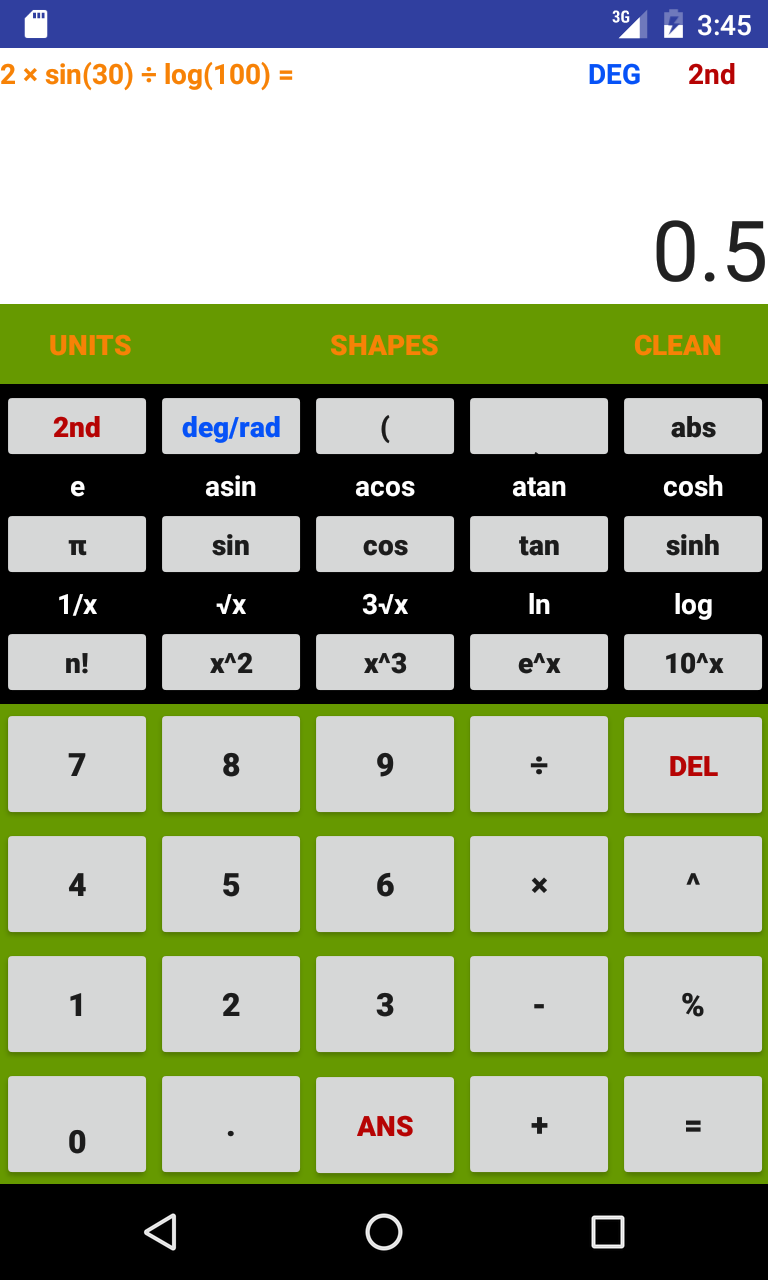 3G 3:45
2 × sin(30) ÷ log(100) = DEG 2nd
0.5
UNITS SHAPES CLEAN
2nd deg/rad ( abs
e asin acos atan cosh
π sin cos tan sinh
1/x √x 3√x ln log
n! x^2 x^3 e^x 10^x
7 8 9 ÷ DEL
4 5 6 × ^
1 2 3 - %
0 . ANS + =